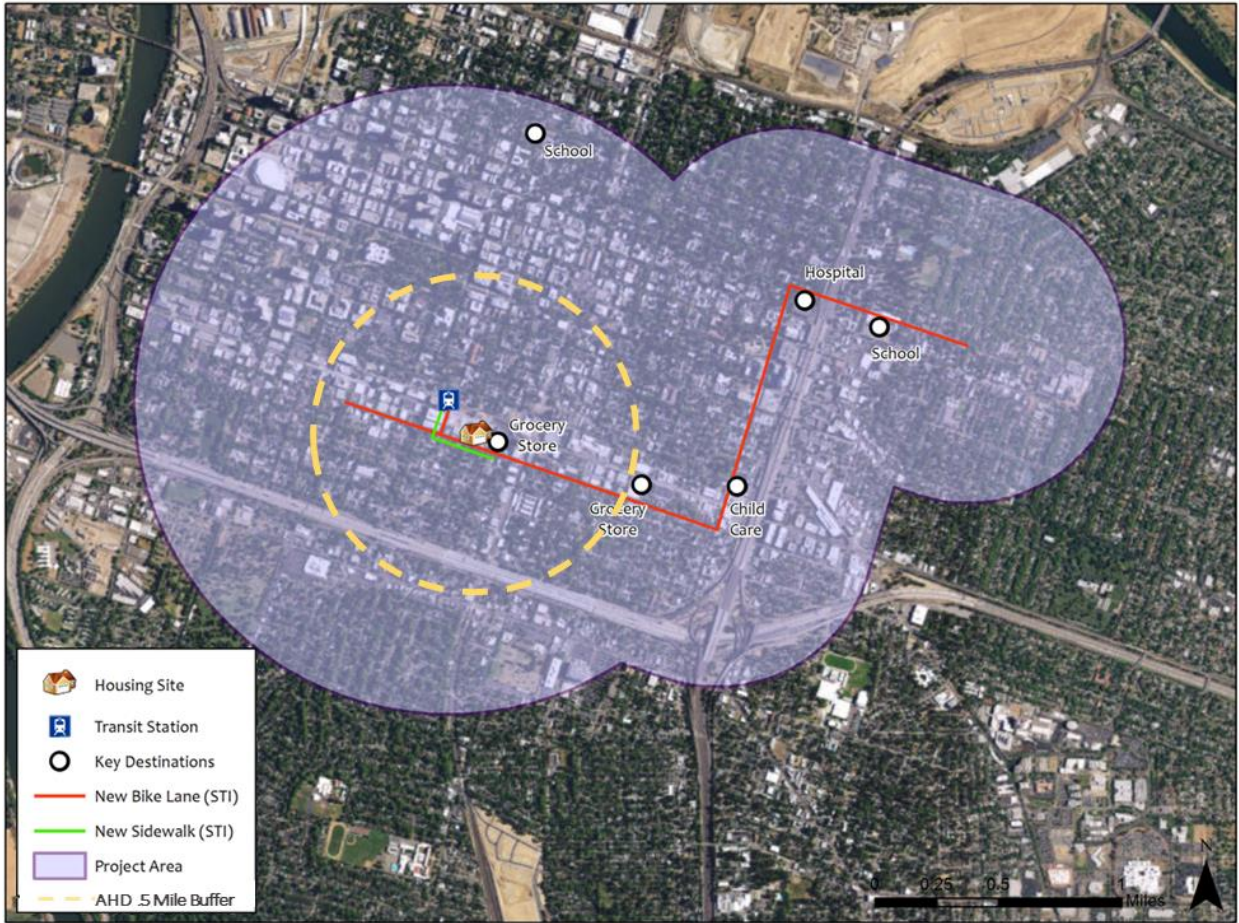 School
Hospital
School
Grocery
Store
Grocery
Store
Child
Care
Housing Site
Transit Station
Key Destinations
New Bike Lane (STI)
New Sidewalk (STI)
Project Area
AHD .5 Mile Buffer
N
0 0.25 0.5 1
Miles